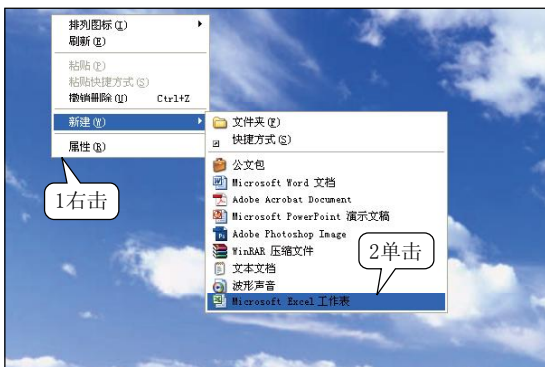 排列图标(I)
刷新(E)
粘贴(P)
粘贴快捷方式(S)
撤销删除(U) Ctrl+Z
新建(W)
属性(R)
1右击
文件夹(F)
快捷方式(S)
公文包
Microsoft Word 文档
Adobe Acrobat Document
Microsoft PowerPoint 演示文稿
Adobe Photoshop Image
WinRAR 压缩文件
文本文档
波形声音
Microsoft Excel 工作表
2单击